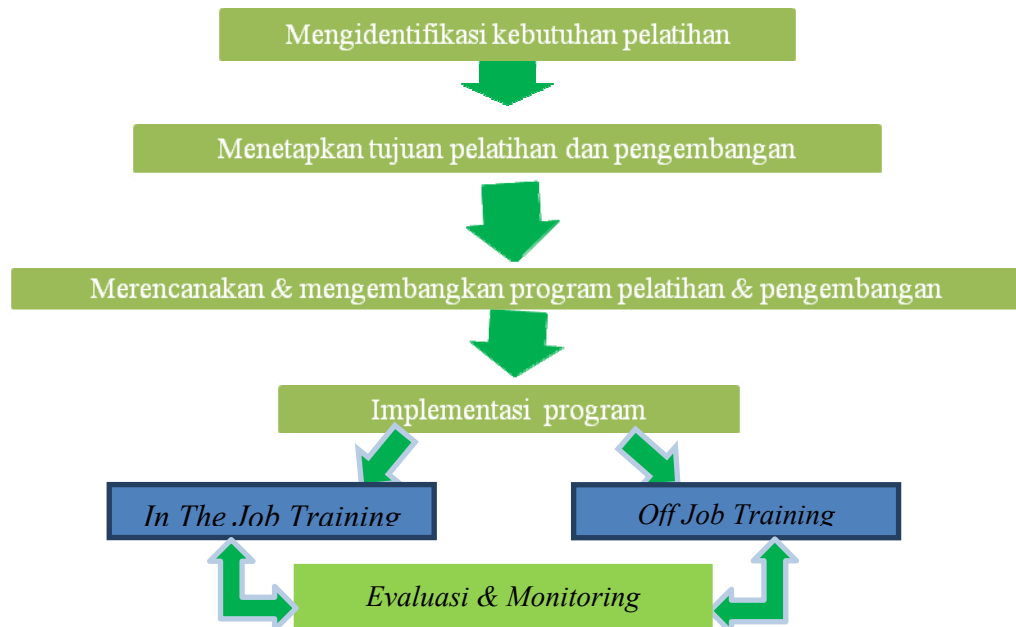 Mengidentifikasi kebutuhan pelatihan
Menetapkan tujuan pelatihan dan pengembangan
Merencanakan & mengembangkan program pelatihan & pengembangan
Implementasi program
In The Job Training
Off Job Training
Evaluasi & Monitoring